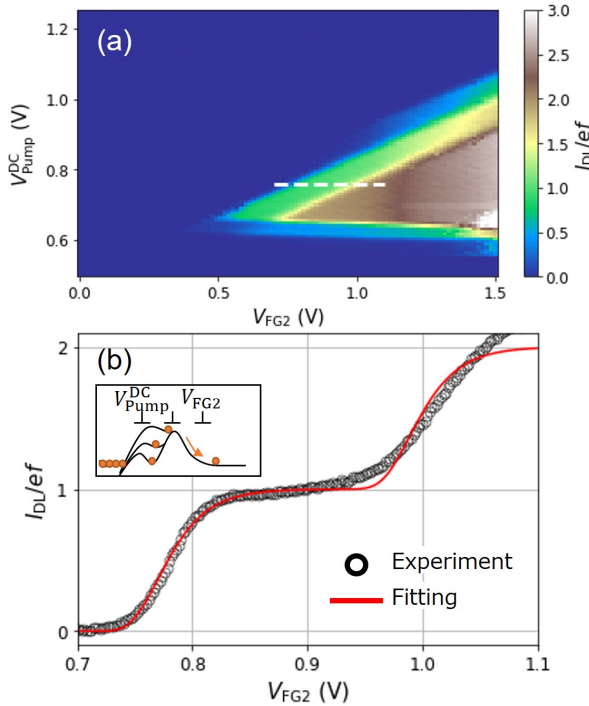 (a)
1.2
1.0
0.8
0.6
V_Pump^DC (V)
0.0
0.5
1.0
1.5
V_FG2 (V)
3.0
2.5
2.0
1.5
1.0
0.5
0.0
I_DL/ef
(b)
V_Pump^DC V_FG2
2
1
0
I_DL/ef
Experiment
Fitting
0.7
0.8
0.9
1.0
1.1
V_FG2 (V)